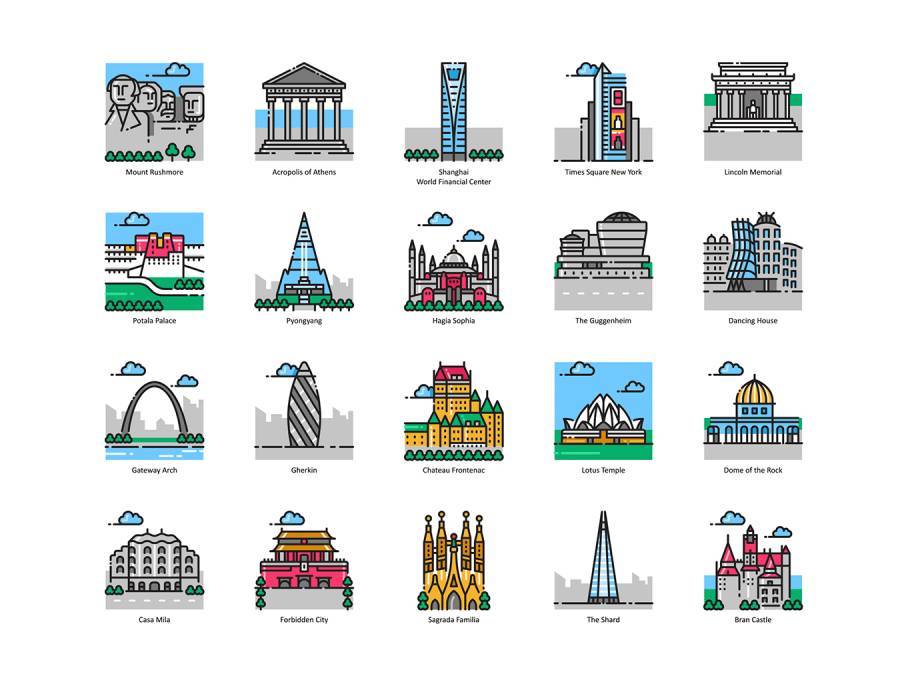 Mount Rushmore
Acropolis of Athens
Shanghai
World Financial Center
Times Square New York
Lincoln Memorial
Potala Palace
Pyongyang
Hagia Sophia
The Guggenheim
Dancing House
Gateway Arch
Gherkin
Chateau Frontenac
Lotus Temple
Dome of the Rock
Casa Mila
Forbidden City
Sagrada Familia
The Shard
Bran Castle